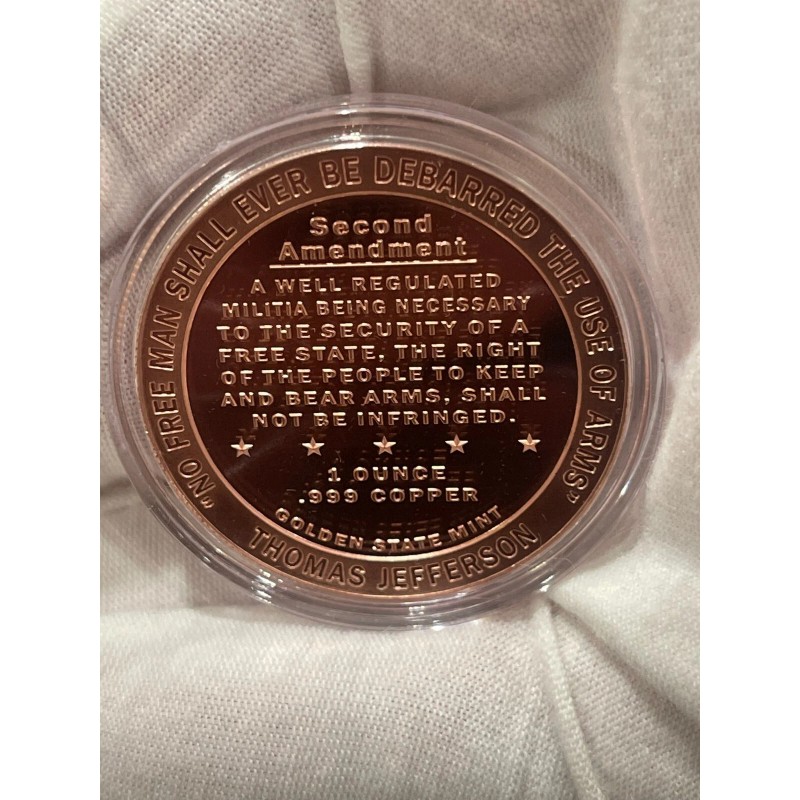 "NO FREE MAN SHALL EVER BE DEBARRED THE USE OF ARMS"
Second
Amendment
A WELL REGULATED
MILITIA BEING NECESSARY
TO THE SECURITY OF A
FREE STATE, THE RIGHT
OF THE PEOPLE TO KEEP
AND BEAR ARMS, SHALL
NOT BE INFRINGED.
1 OUNCE
.999 COPPER
GOLDEN STATE MINT
THOMAS JEFFERSON